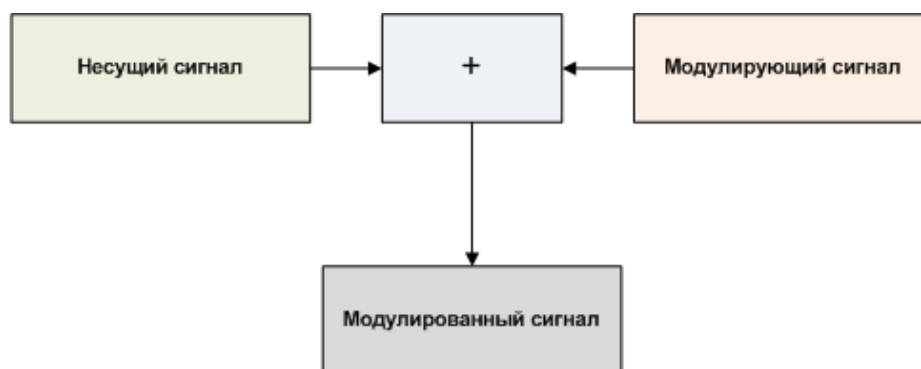 Несущий сигнал
+
Модулирующий сигнал
Модулированный сигнал